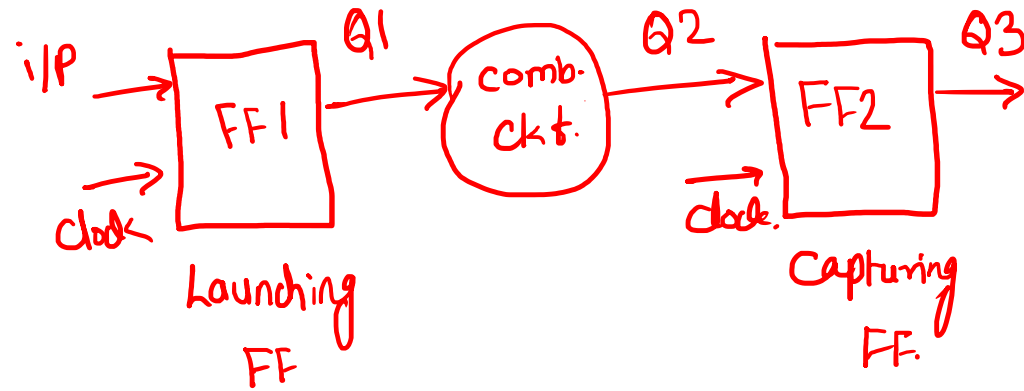 i/P
Q1
Q2
Q3
FF1
comb.
ckt.
FF2
Clock
clock.
Launching
FF
Capturing
FF.